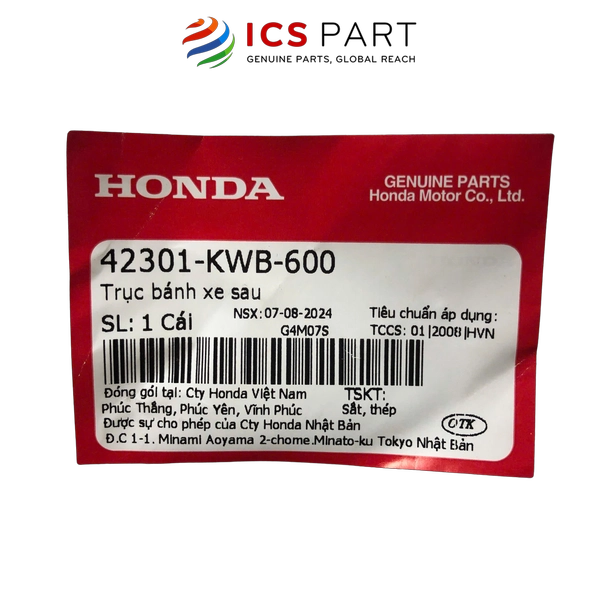 ICS PART
GENUINE PARTS, GLOBAL REACH
HONDA
GENUINE PARTS
Honda Motor Co., Ltd.
42301-KWB-600
Trục bánh xe sau
SL: 1 Cái
NSX: 07-08-2024
G4M07S
Tiêu chuẩn áp dụng :
TCCS: 01|2008|HVN
Đóng gói tại: Cty Honda Việt Nam
Phúc Thắng, Phúc Yên, Vĩnh Phúc
TSKT:
Sắt, thép
Được sự cho phép của Cty Honda Nhật Bản
Đ.C 1-1. Minami Aoyama 2-chome.Minato-ku Tokyo Nhật Bản
OTK